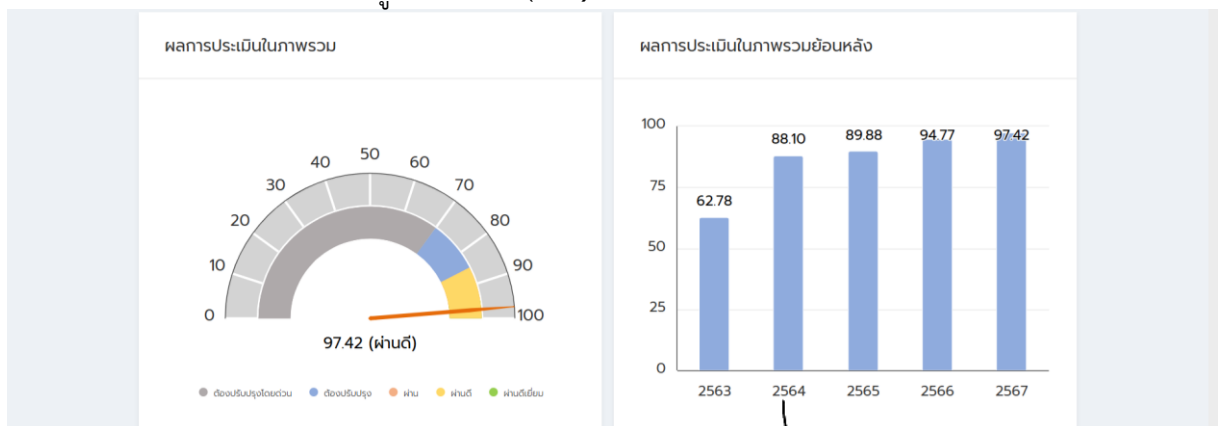 ผลการประเมินในภาพรวม
50
40
60
30
70
20
80
10
90
0
100
97.42 (ผ่านดี)
ต้องปรับปรุงโดยด่วน ต้องปรับปรุง ผ่าน ผ่านดี ผ่านดีเยี่ยม
ผลการประเมินในภาพรวมย้อนหลัง
100
88.10 89.88 94.77 97.42
75
62.78
50
25
0
2563 2564 2565 2566 2567